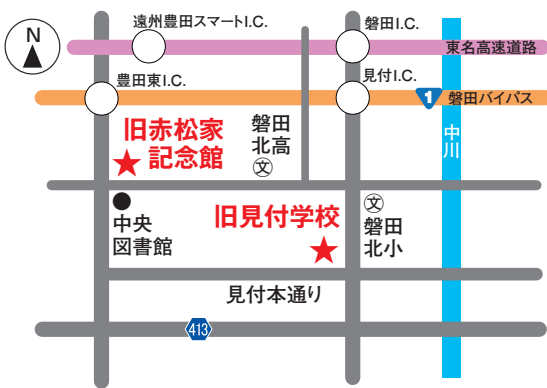 遠州豊田スマートI.C.
磐田I.C.
N
東名高速道路
豊田東I.C.
見付I.C.
1
磐田バイパス
旧赤松家
記念館
磐田
北高
文
中川
中央
図書館
旧見付学校
文
磐田
北小
見付本通り
413